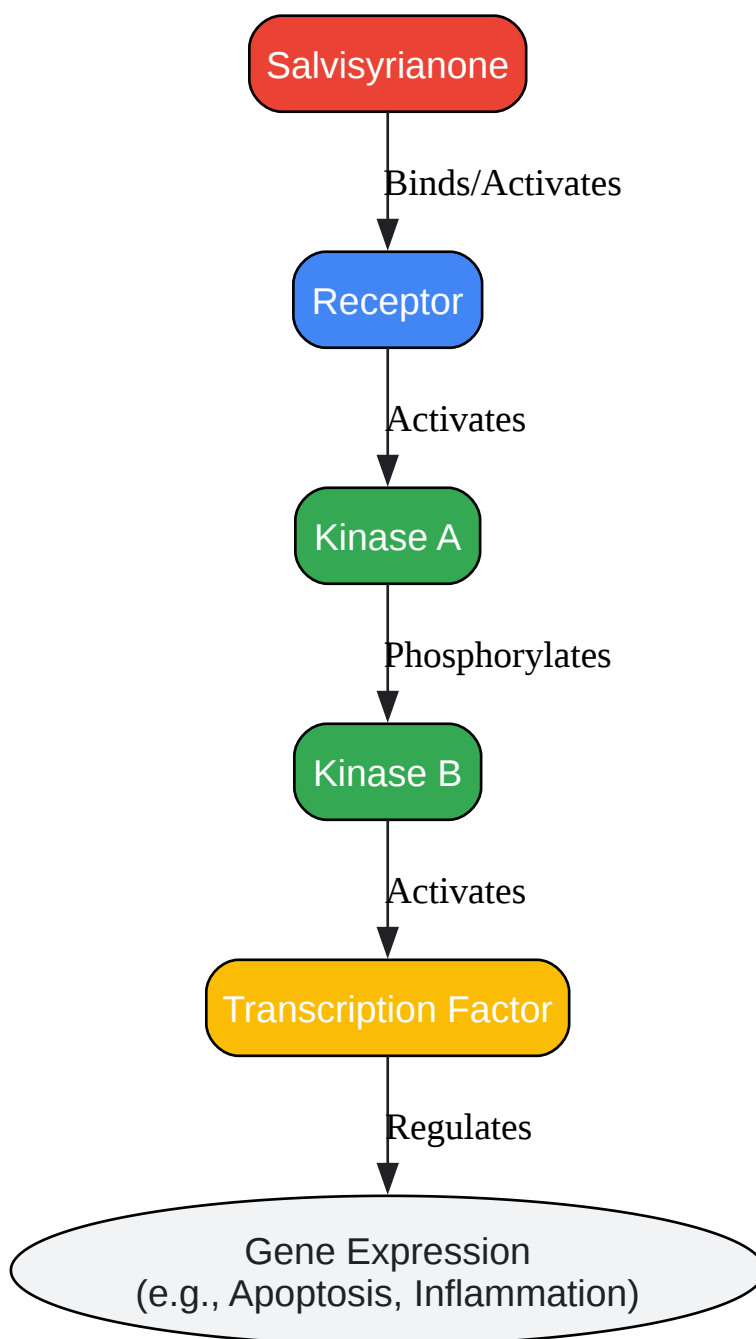 Salvisyrianone
Binds/Activates
Receptor
Activates
Kinase A
Phosphorylates
Kinase B
Activates
Transcription Factor
Regulates
Gene Expression
(e.g., Apoptosis, Inflammation)